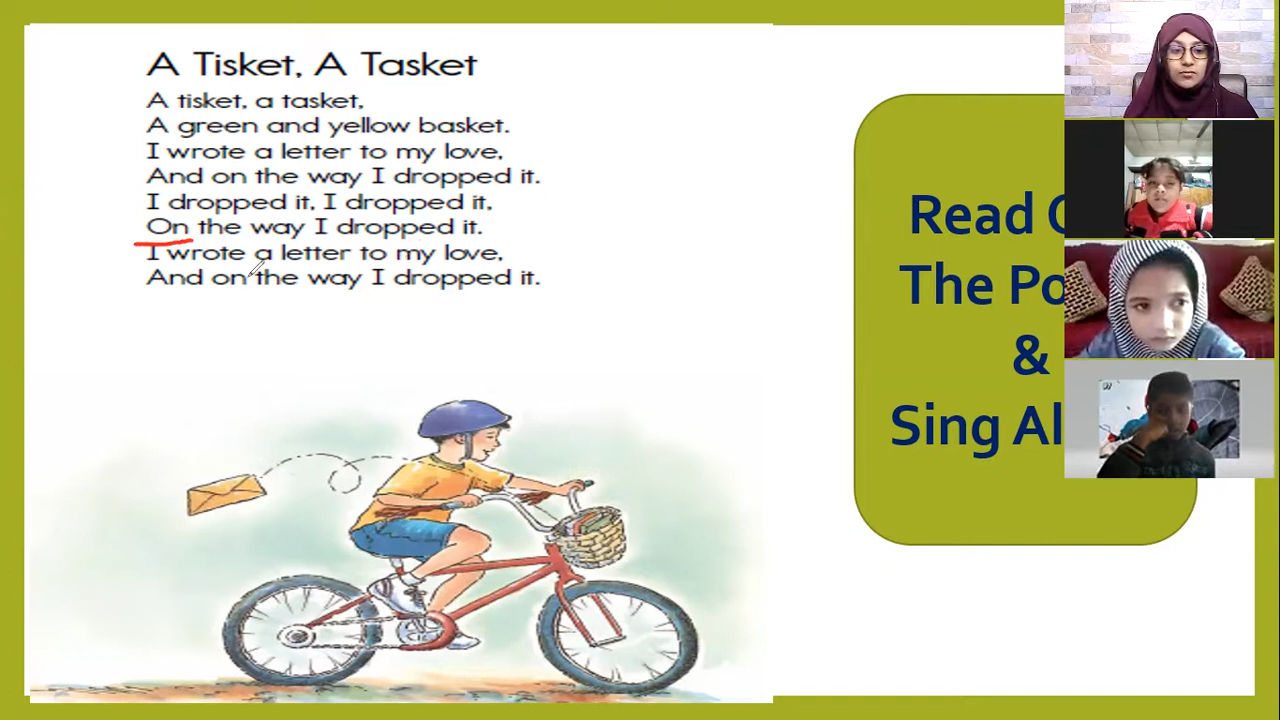 A Tisket, A Tasket
A tisket, a tasket,
A green and yellow basket.
I wrote a letter to my love,
And on the way I dropped it.
I dropped it, I dropped it,
On the way I dropped it.
I wrote a letter to my love,
And on the way I dropped it.
Read
The
&
Sing